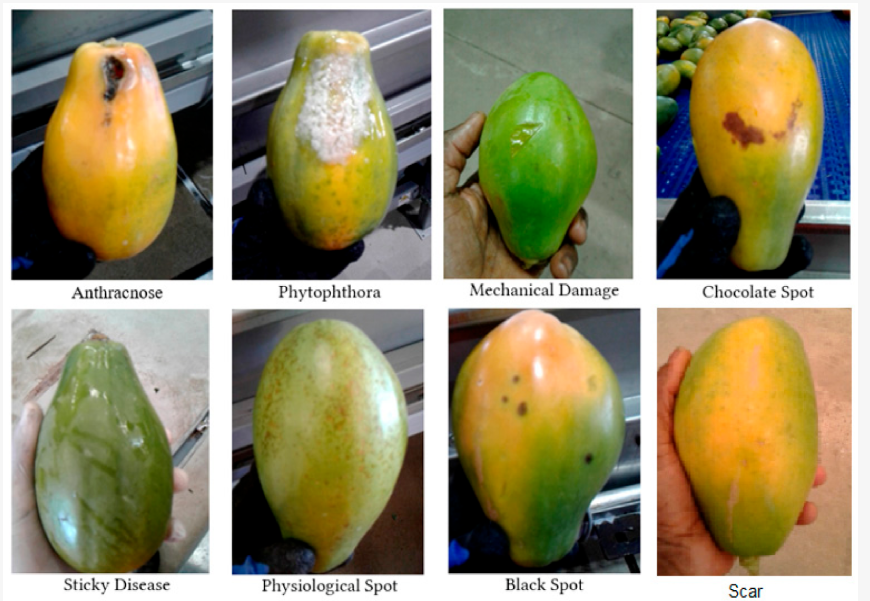 Anthracnose
Phytophthora
Mechanical Damage
Chocolate Spot
Sticky Disease
Physiological Spot
Black Spot
Scar